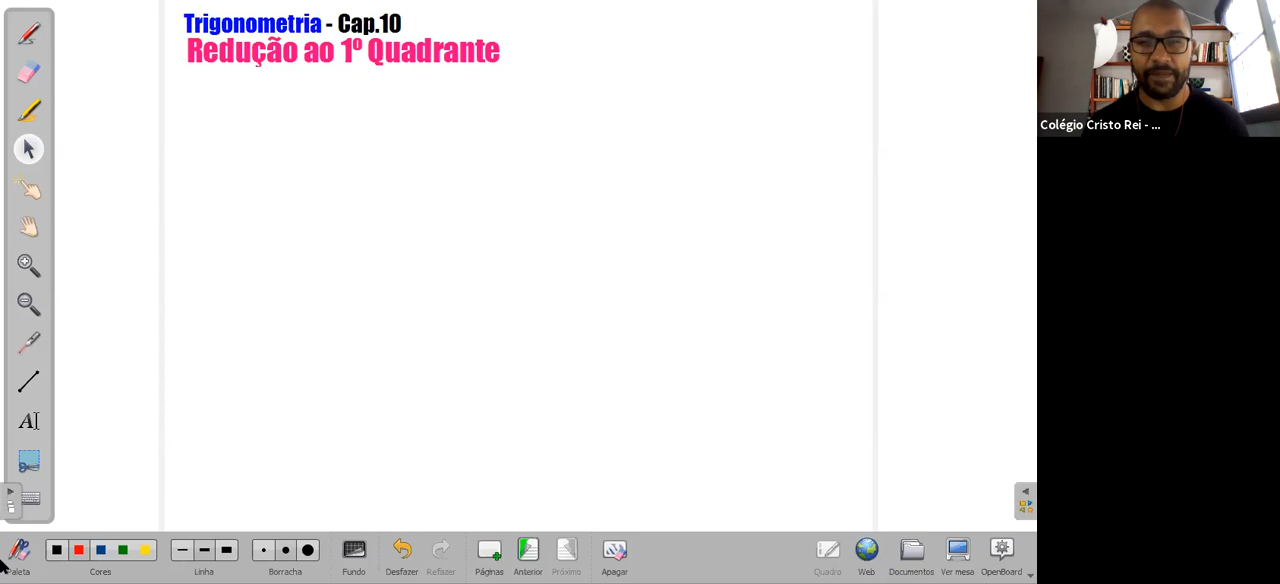 Trigonometria - Cap.10
Redução ao 1º Quadrante
Colégio Cristo Rei - ...
Paleta
Cores
Linha
Borracha
Fundo
Desfazer
Refazer
Páginas
Anterior
Próximo
Apagar
Quadro
Web
Documentos
Ver mesa
OpenBoard